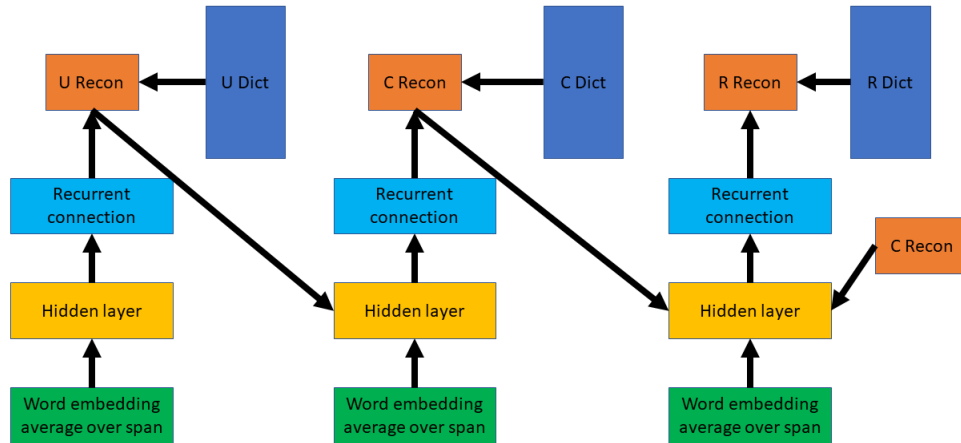 U Recon
U Dict
C Recon
C Dict
R Recon
R Dict
Recurrent
connection
Recurrent
connection
Recurrent
connection
C Recon
Hidden layer
Hidden layer
Hidden layer
Word embedding
average over span
Word embedding
average over span
Word embedding
average over span